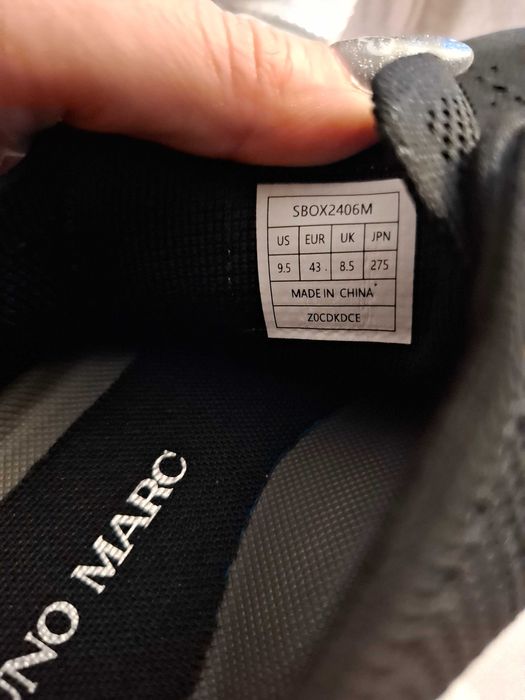 SBOX2406M
US EUR UK JPN
9.5 43 8.5 275
MADE IN CHINA
Z0CDKDCE
UNO MARC